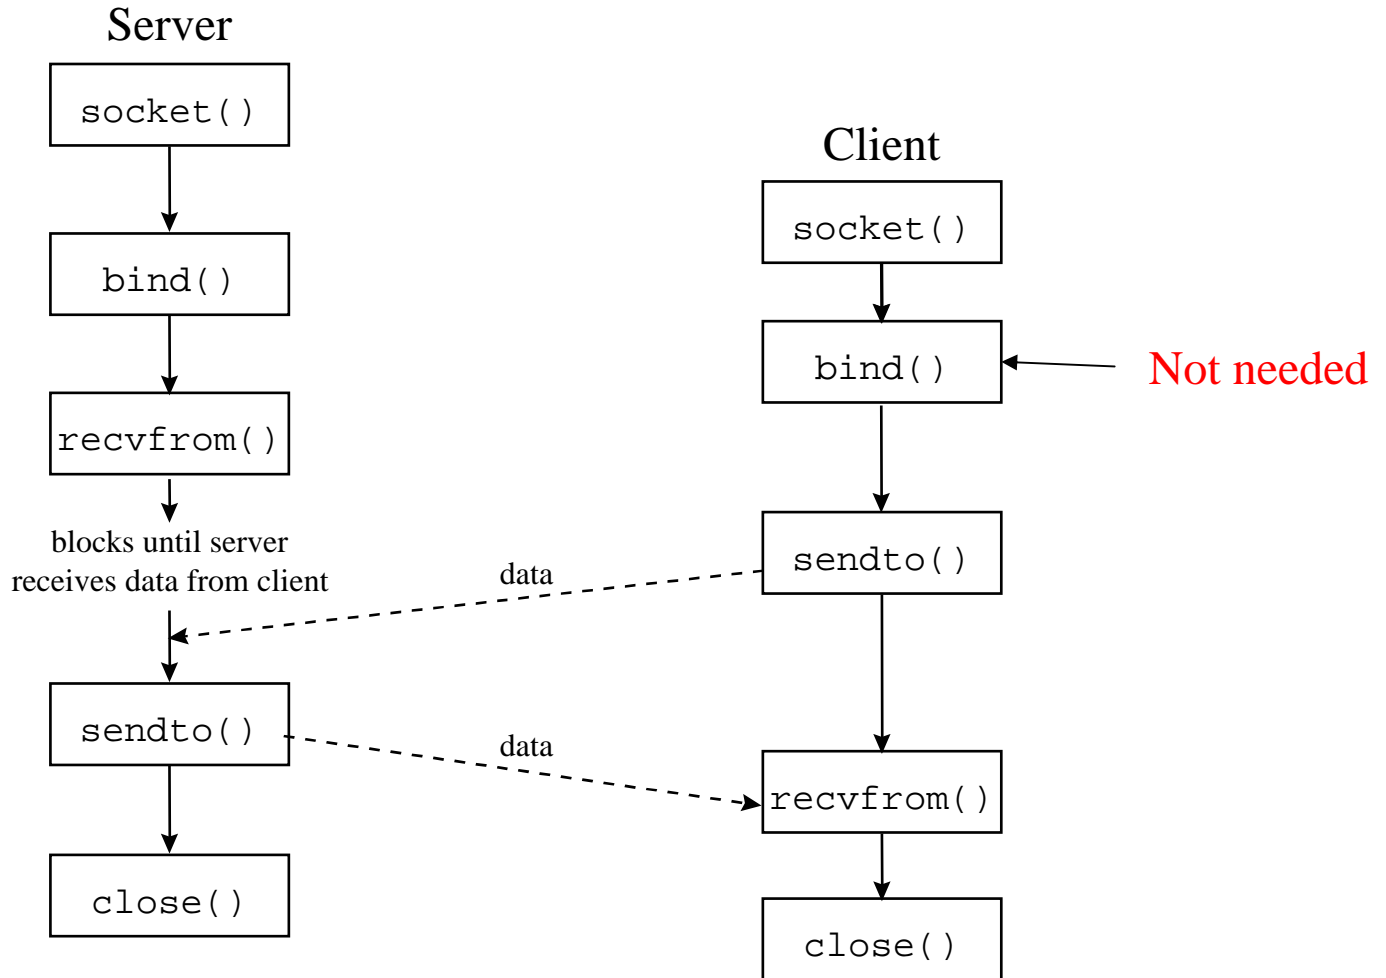 Server
socket()
bind()
recvfrom()
blocks until server
receives data from client
sendto()
close()
Client
socket()
bind()
Not needed
sendto()
data
data
recvfrom()
close()